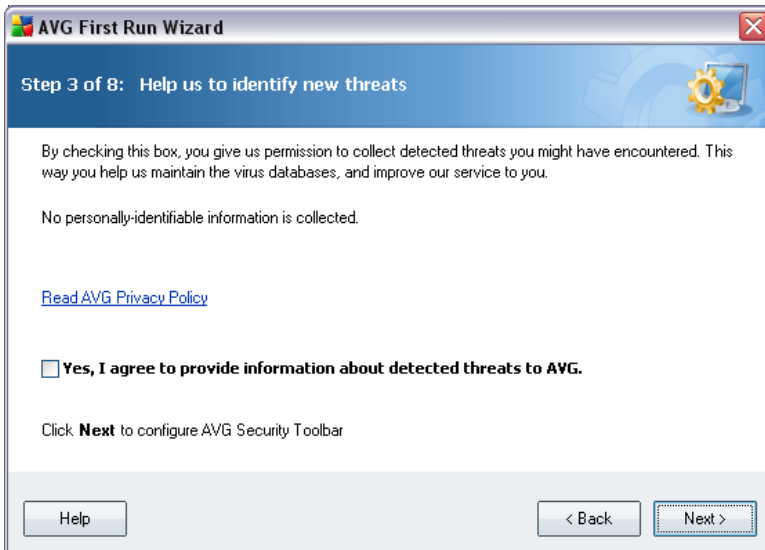 AVG First Run Wizard
Step 3 of 8: Help us to identify new threats
By checking this box, you give us permission to collect detected threats you might have encountered. This
way you help us maintain the virus databases, and improve our service to you.
No personally-identifiable information is collected.
Read AVG Privacy Policy
Yes, I agree to provide information about detected threats to AVG.
Click Next to configure AVG Security Toolbar
Help
< Back
Next >